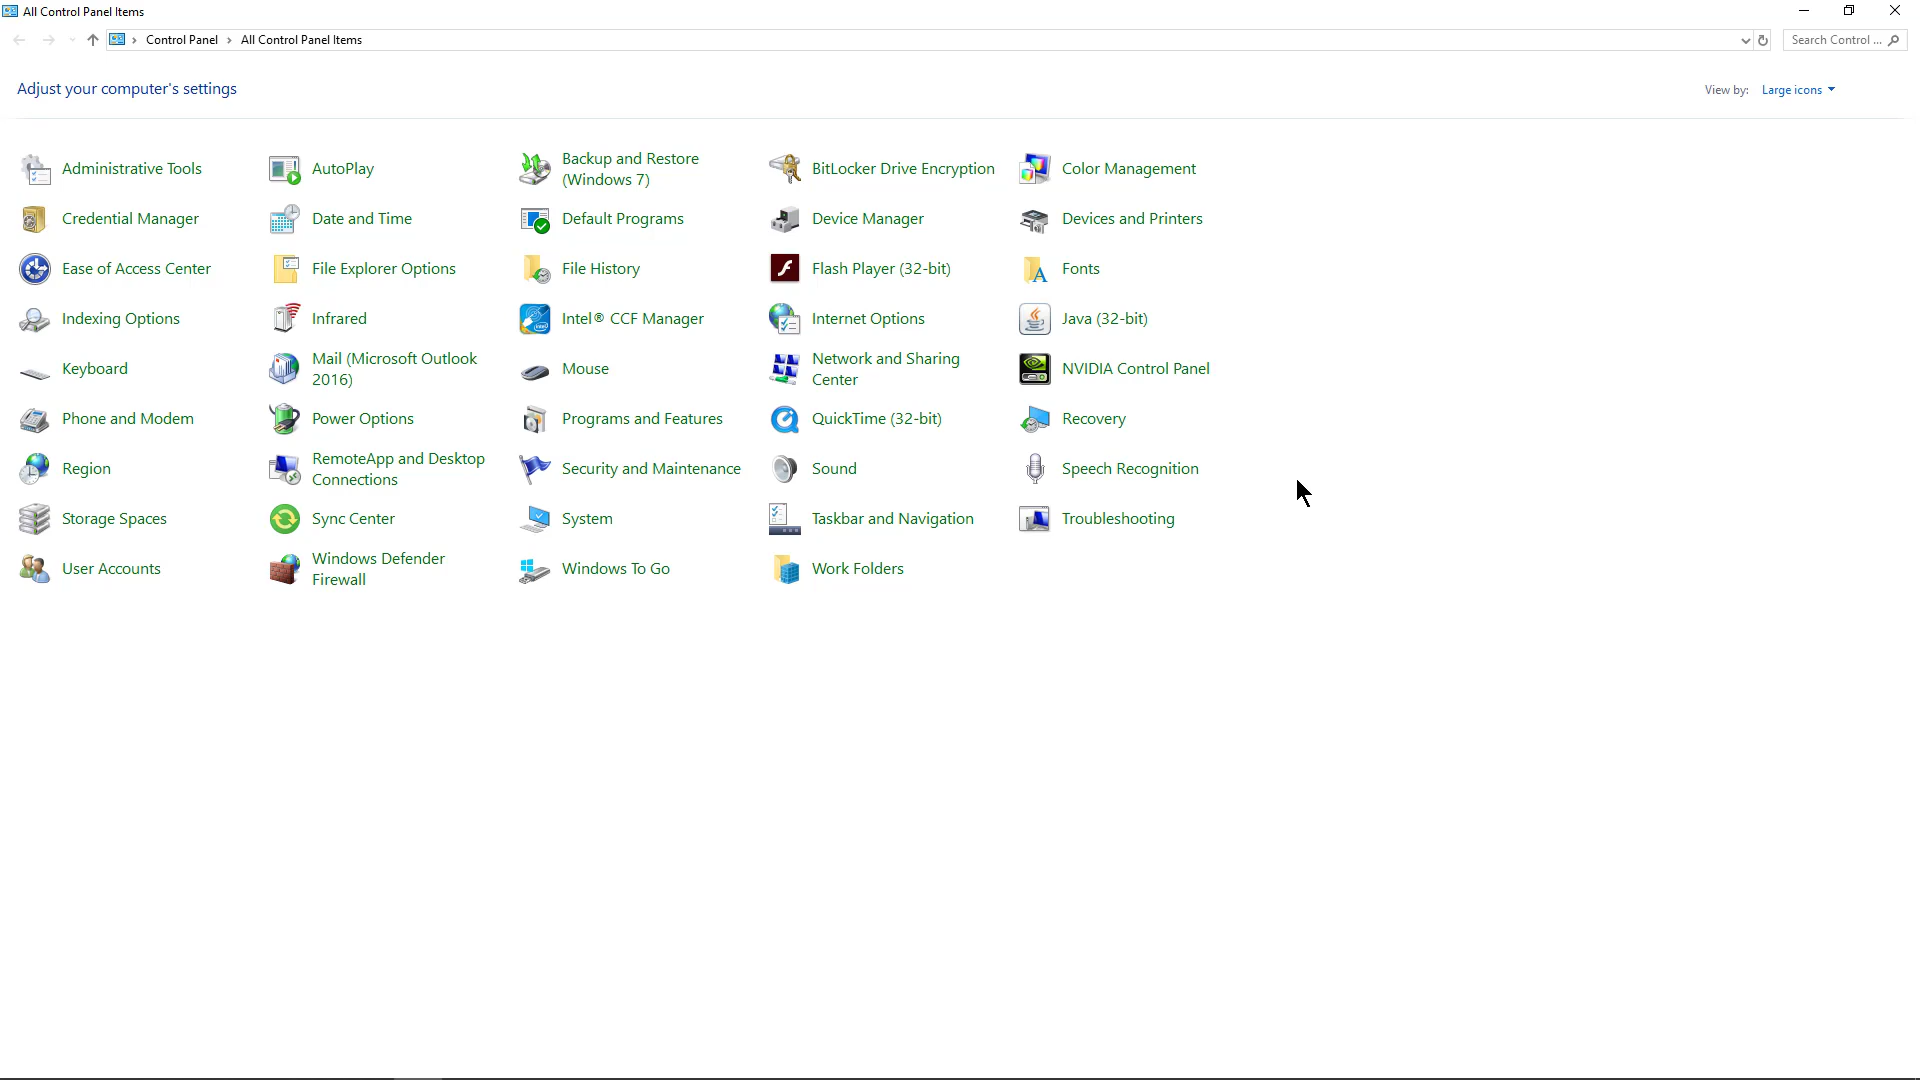 All Control Panel Items
Control Panel › All Control Panel Items
Search Control ...
Adjust your computer's settings
View by: Large icons
Administrative Tools
AutoPlay
Backup and Restore
(Windows 7)
BitLocker Drive Encryption
Color Management
Credential Manager
Date and Time
Default Programs
Device Manager
Devices and Printers
Ease of Access Center
File Explorer Options
File History
Flash Player (32-bit)
Fonts
Indexing Options
Infrared
Intel® CCF Manager
Internet Options
Java (32-bit)
Keyboard
Mail (Microsoft Outlook
2016)
Mouse
Network and Sharing
Center
NVIDIA Control Panel
Phone and Modem
Power Options
Programs and Features
QuickTime (32-bit)
Recovery
Region
RemoteApp and Desktop
Connections
Security and Maintenance
Sound
Speech Recognition
Storage Spaces
Sync Center
System
Taskbar and Navigation
Troubleshooting
User Accounts
Windows Defender
Firewall
Windows To Go
Work Folders